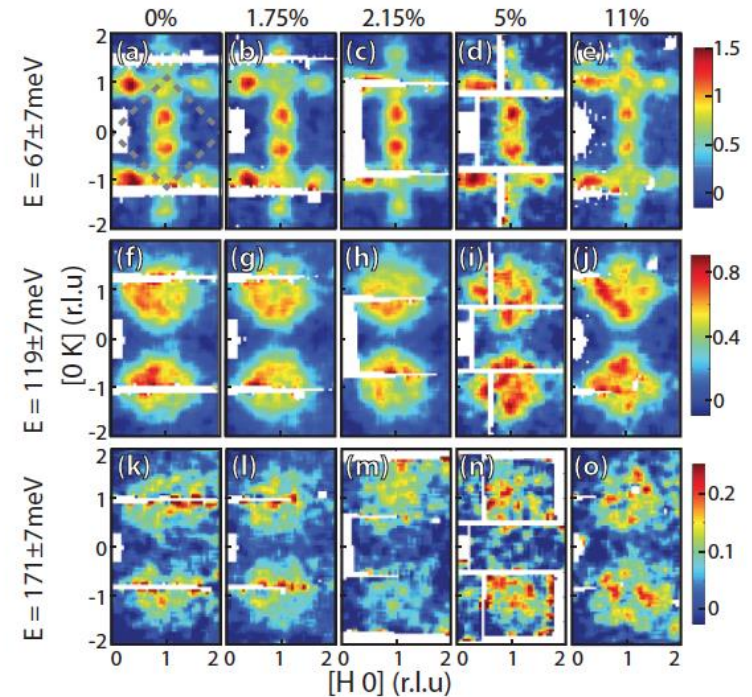 0% 1.75% 2.15% 5% 11%
E = 67±7meV
2 1 0 -1 -2
(a) (b) (c) (d) (e)
1.5 1 0.5 0
E = 119±7meV
[0 K] (r.l.u)
1 0 -1 -2
(f) (g) (h) (i) (j)
0.8 0.4 0
E = 171±7meV
2 1 0 -1 -2
(k) (l) (m) (n) (o)
0.2 0.1 0
0 1 2 0 1 2 0 1 2 0 1 2 0 1 2
[H 0] (r.l.u)